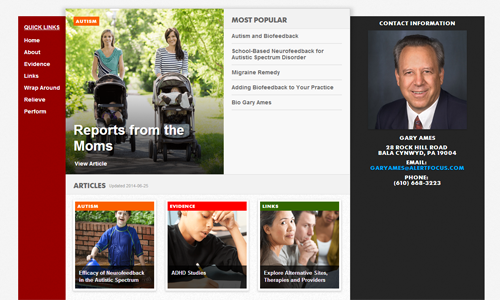 QUICK LINKS
Home
About
Evidence
Links
Wrap Around
Relieve
Perform
AUTISM
Reports from the
Moms
View Article
MOST POPULAR
Autism and Biofeedback
School-Based Neurofeedback for
Autistic Spectrum Disorder
Migraine Remedy
Adding Biofeedback to Your Practice
Bio Gary Ames
ARTICLES Updated 2014-08-25
AUTISM
Efficacy of Neurofeedback
in the Autistic Spectrum
EVIDENCE
ADHD Studies
LINKS
Explore Alternative Sites,
Therapies and Providers
CONTACT INFORMATION
GARY AMES
28 ROCK HILL ROAD
BALA CYNWYD, PA 19004
EMAIL:
GARYAMES@ALERTFOCUS.COM
PHONE:
(610) 668-3223